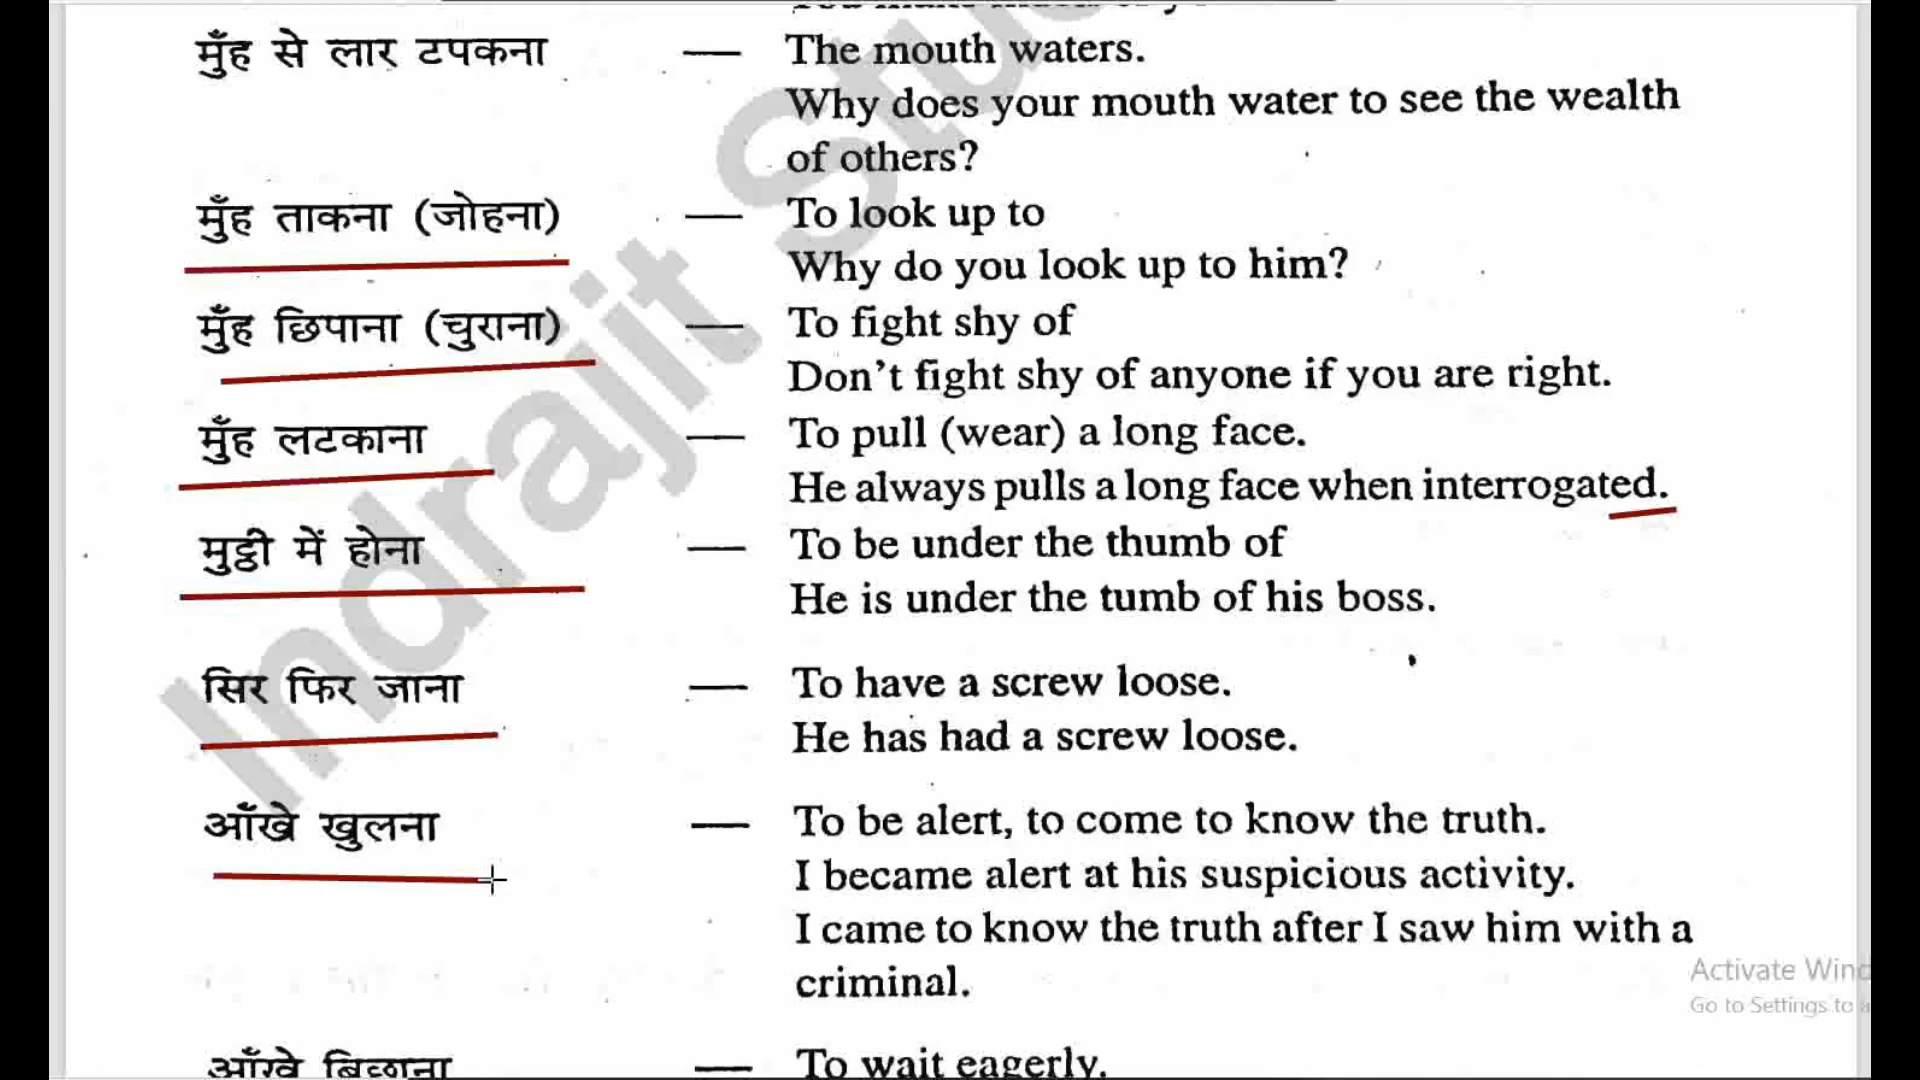 मुँह से लार टपकना — The mouth waters.
Why does your mouth water to see the wealth
of others?
मुँह ताकना (जोहना) — To look up to
Why do you look up to him?
मुँह छिपाना (चुराना) — To fight shy of
Don't fight shy of anyone if you are right.
मुँह लटकाना — To pull (wear) a long face.
He always pulls a long face when interrogated.
मुट्ठी में होना — To be under the thumb of
He is under the tumb of his boss.
सिर फिर जाना — To have a screw loose.
He has had a screw loose.
आँखे खुलना — To be alert, to come to know the truth.
I became alert at his suspicious activity.
I came to know the truth after I saw him with a
criminal.
आँखे बिछाना — To wait eagerly.
Indrajit
Activate
Go to Settings to